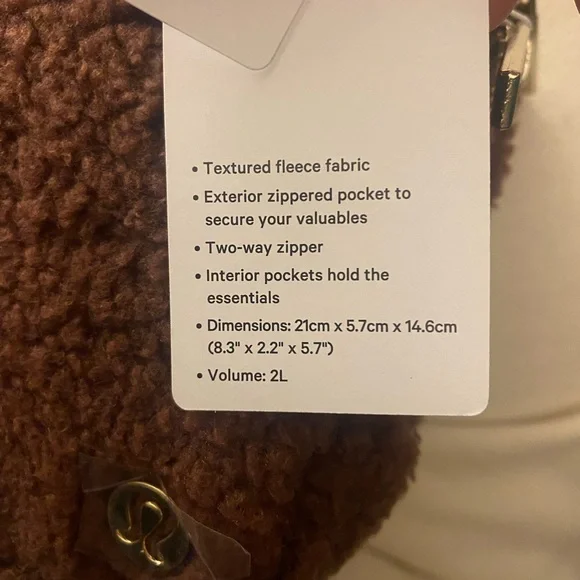 • Textured fleece fabric
• Exterior zippered pocket to
secure your valuables
• Two-way zipper
• Interior pockets hold the
essentials
• Dimensions: 21cm x 5.7cm x 14.6cm
(8.3" x 2.2" x 5.7")
• Volume: 2L